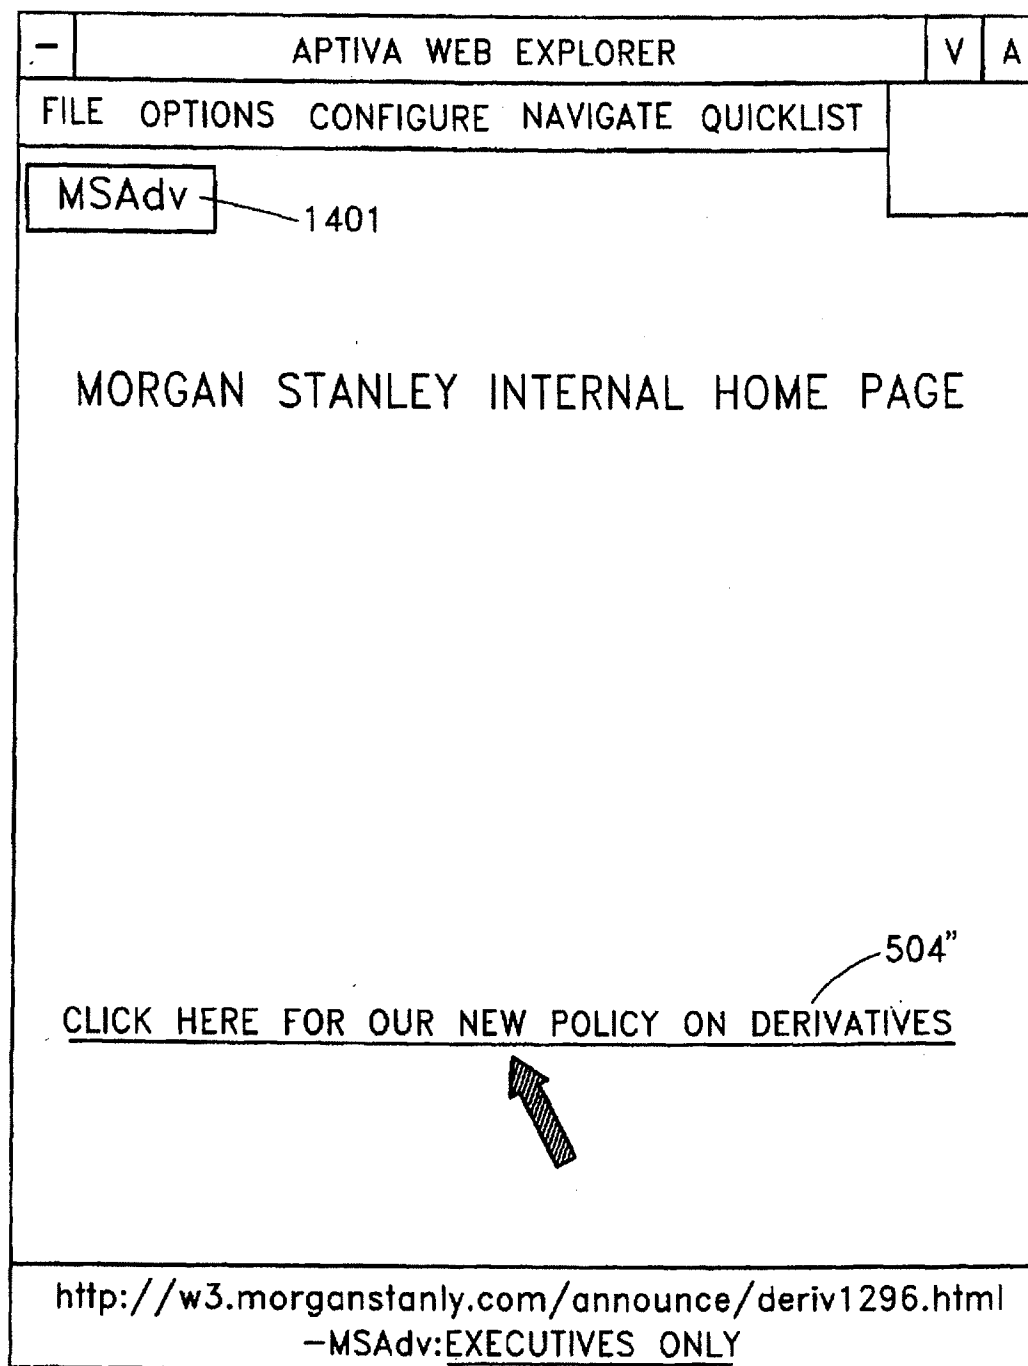 – APTIVA WEB EXPLORER V A
FILE OPTIONS CONFIGURE NAVIGATE QUICKLIST
MSAdv
1401
MORGAN STANLEY INTERNAL HOME PAGE
504”
CLICK HERE FOR OUR NEW POLICY ON DERIVATIVES
http://w3.morganstanly.com/announce/deriv1296.html
–MSAdv:EXECUTIVES ONLY